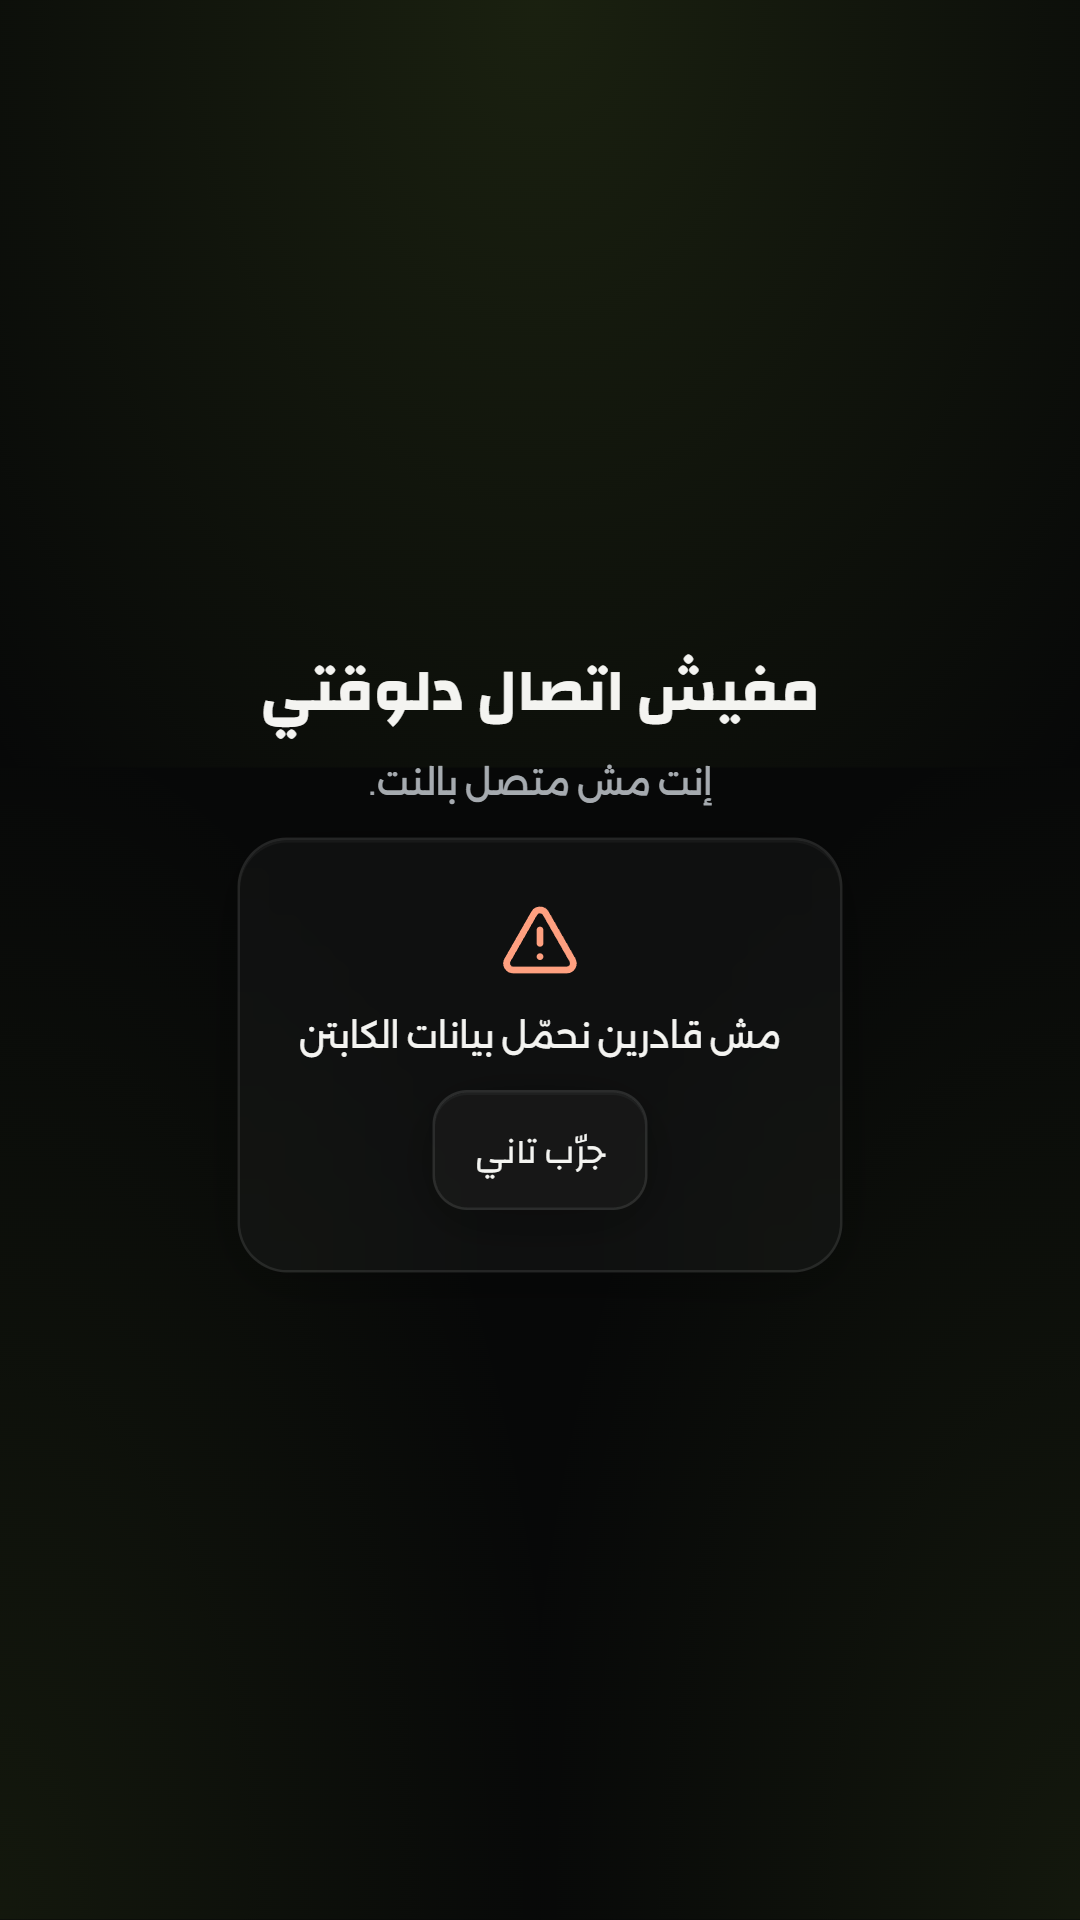 مفيش اتصال دلوقتي
إنت مش متصل بالنت.
مش قادرين نحمّل بيانات الكابتن
جرّب تاني